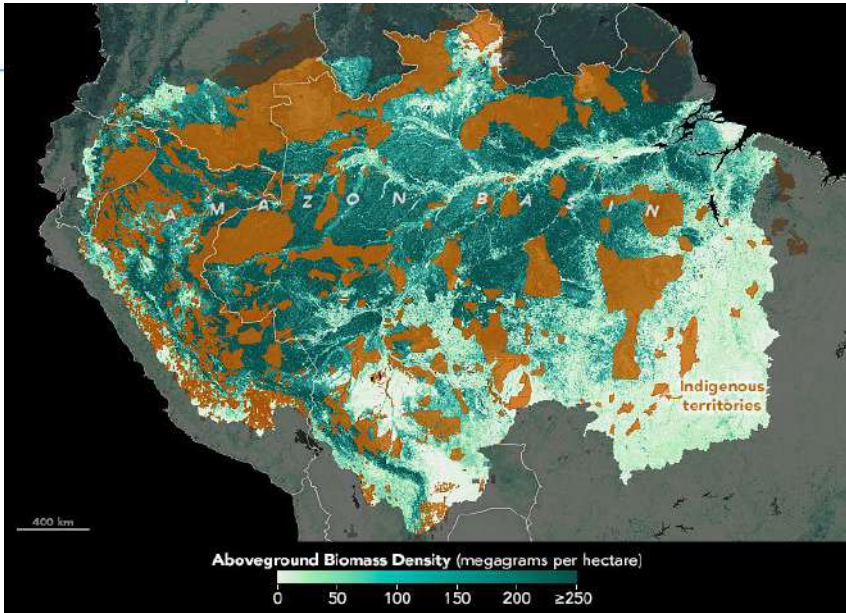 AMAZON BASIN
Indigenous
territories
400 km
Aboveground Biomass Density (megagrams per hectare)
0 50 100 150 200 ≥250